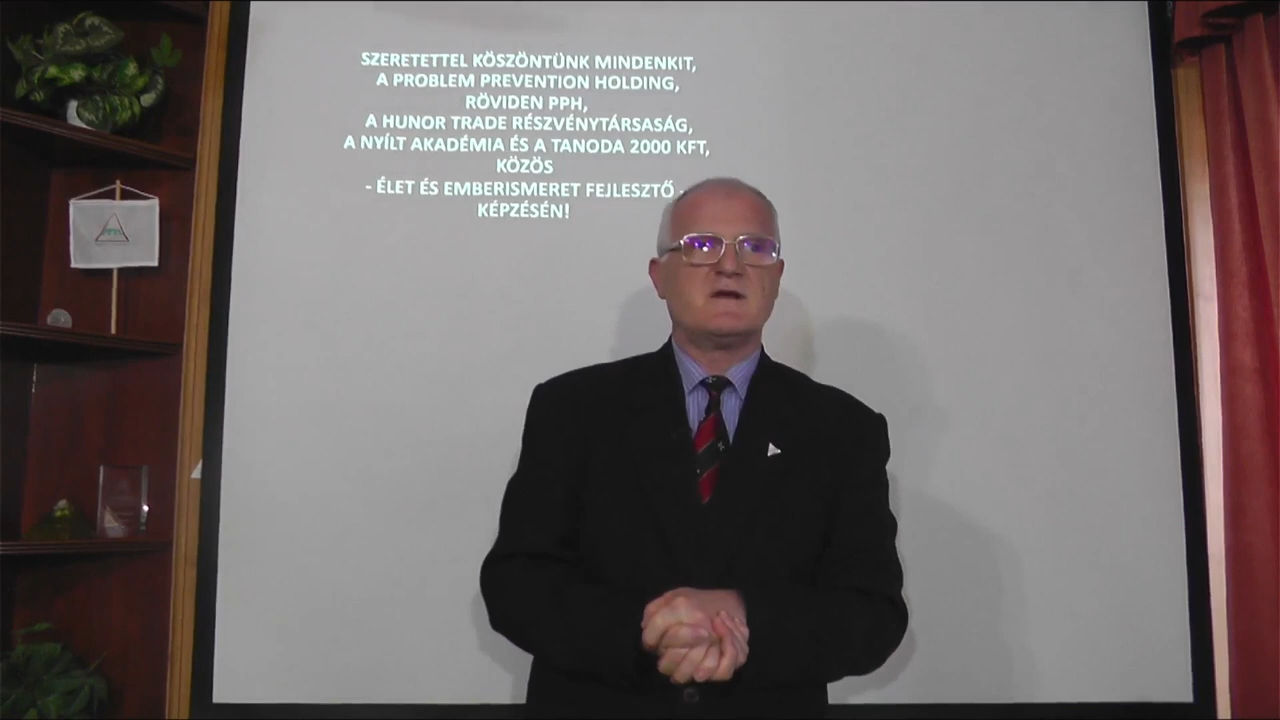 SZERETETTEL KÖSZÖNTÜNK MINDENKIT,
A PROBLEM PREVENTION HOLDING,
RÖVIDEN PPH,
A HUNOR TRADE RÉSZVÉNYTÁRSASÁG,
A NYÍLT AKADÉMIA ÉS A TANODA 2000 KFT,
KÖZÖS
- ÉLET ÉS EMBERISMERET FEJLESZTŐ -
KÉPZÉSÉN!